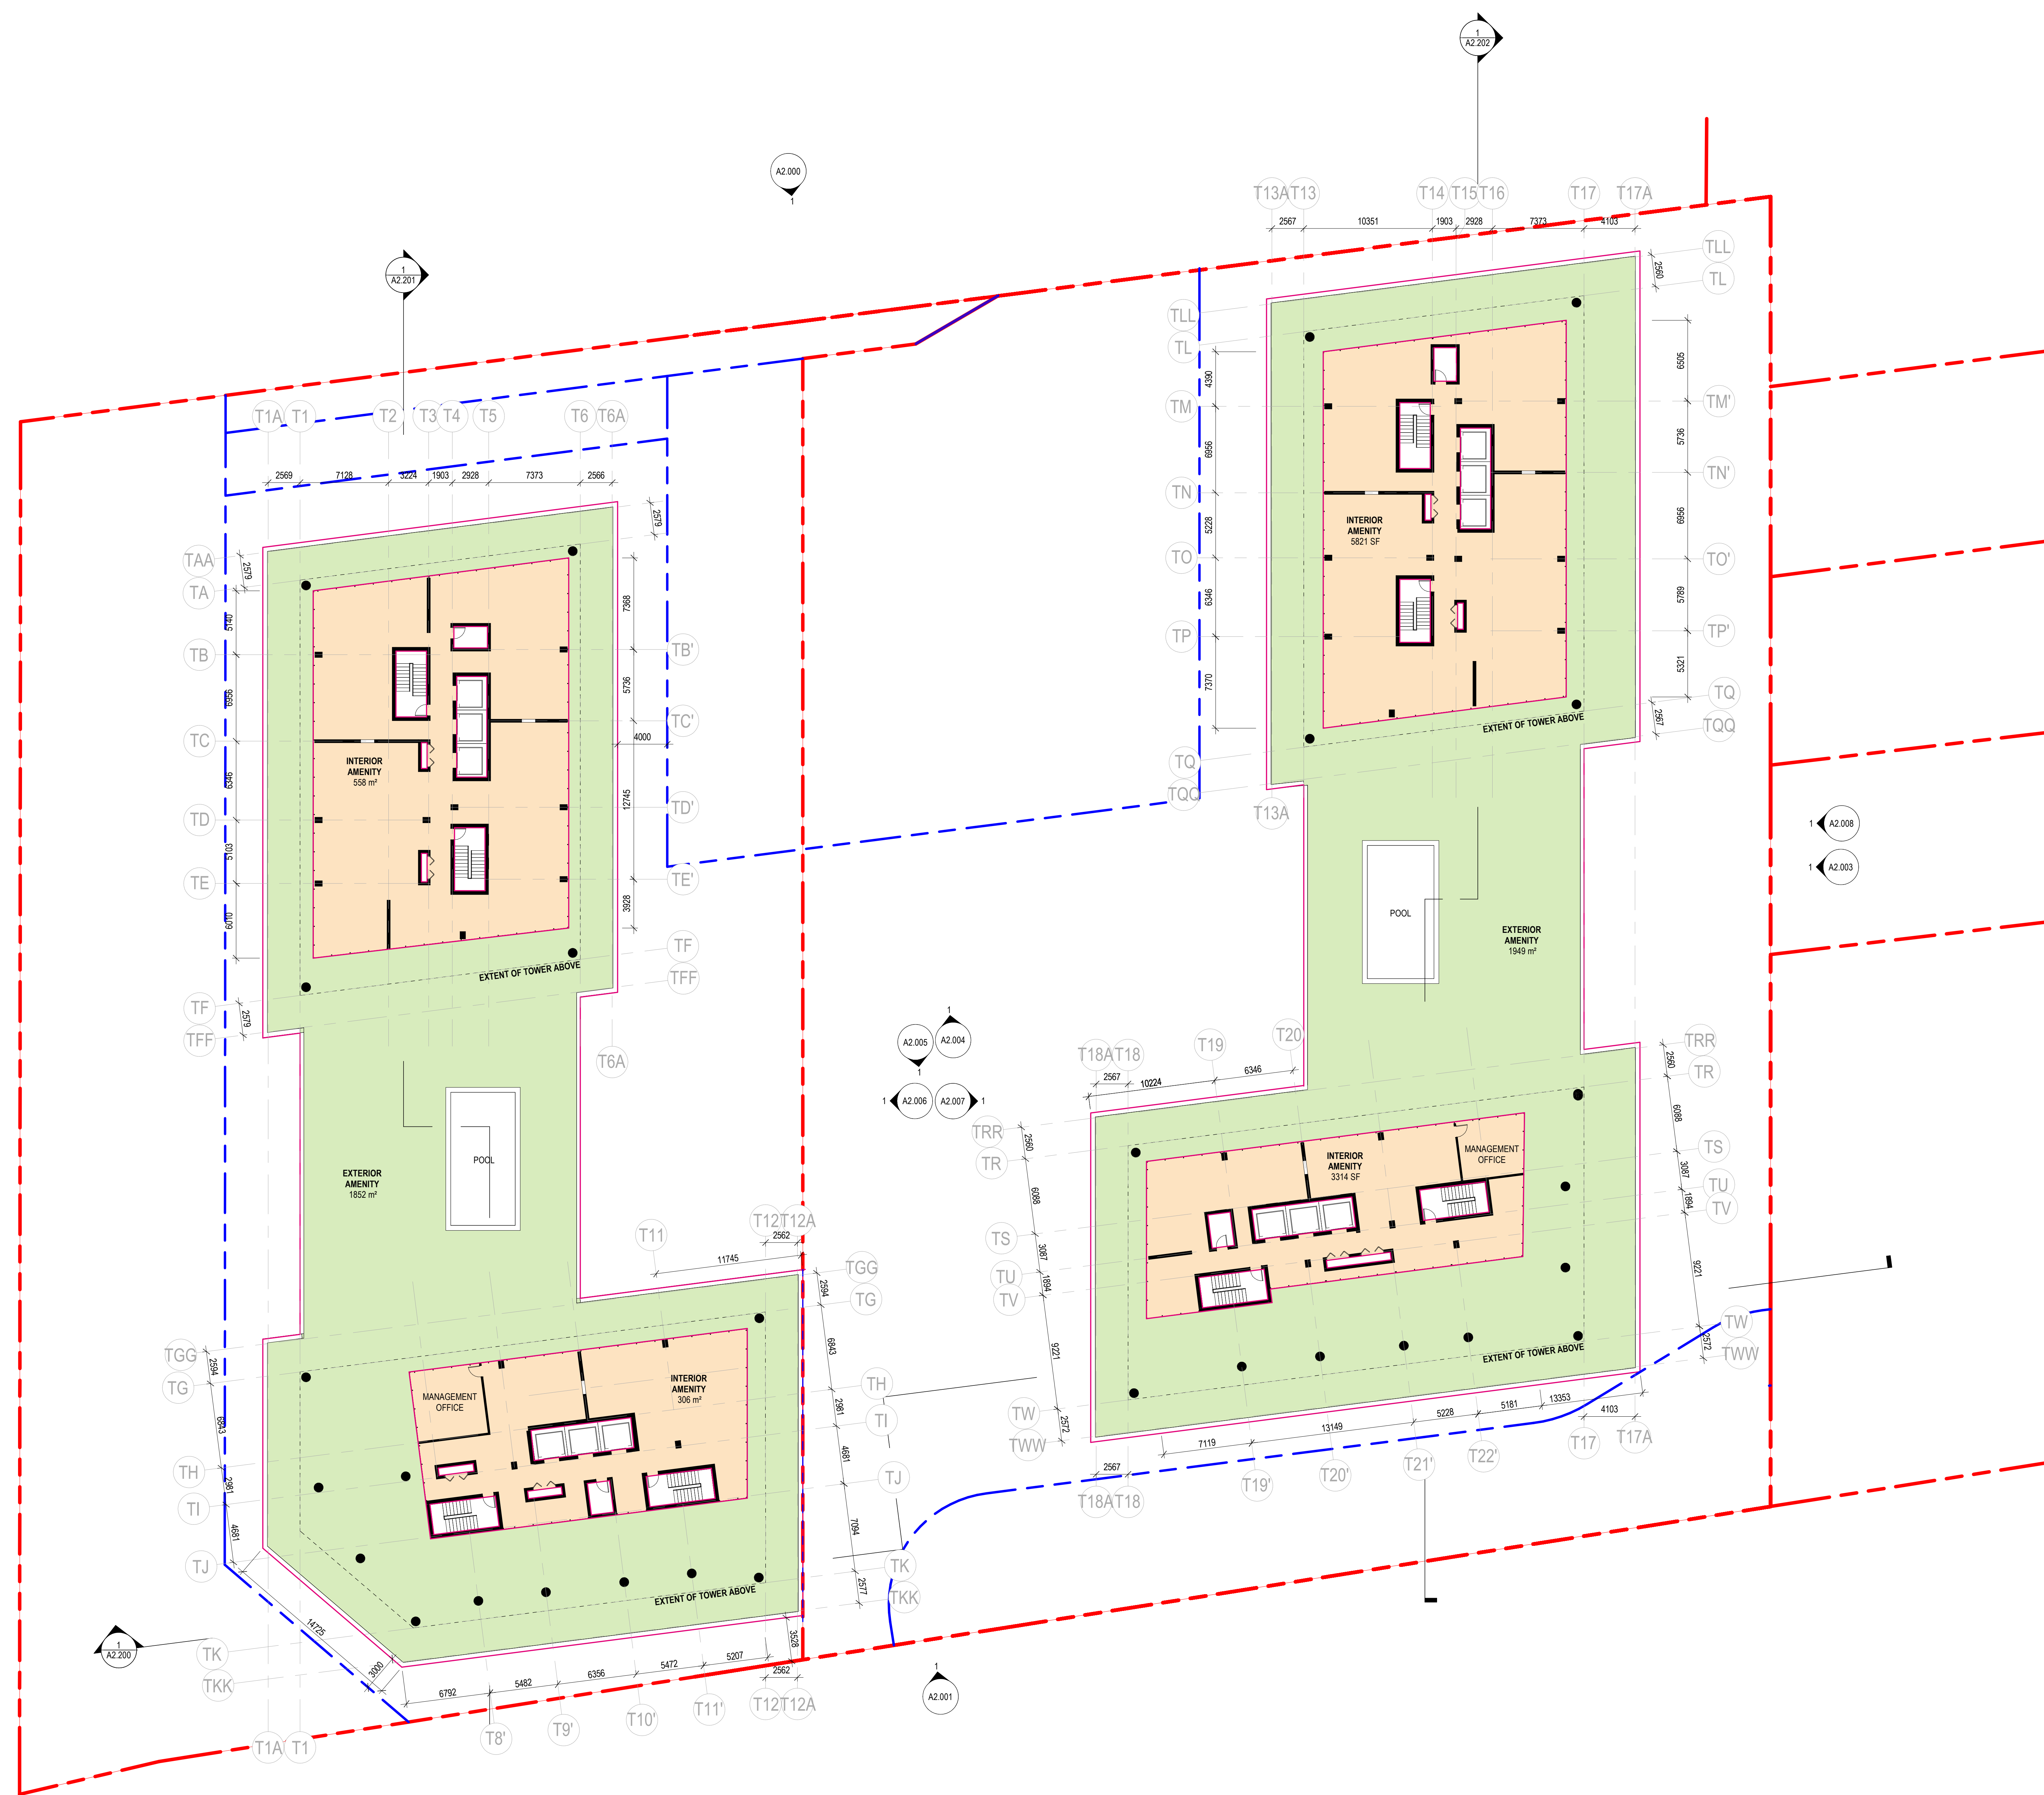 1
A2.202
A2.000
1
1
A2.201
T13A
T13
T14
T15
T16
T17
T17A
2567
10351
1903
2928
7373
4103
TLL
TL
2560
TLL
TL
TM
TN
TO
TP
TQ
TQQ
T13A
4390
6956
5228
6346
7370
6505
5736
6956
5789
5321
2567
TM'
TN'
TO'
TP'
TQ
TQQ
INTERIOR
AMENITY
5821 SF
EXTENT OF TOWER ABOVE
POOL
EXTERIOR
AMENITY
1949 m²
1
A2.008
1
A2.003
T1A
T1
T2
T3
T4
T5
T6
T6A
2569
7128
3224
1903
2928
7373
2566
2579
TAA
TA
TB
TC
TD
TE
TF
TFF
2579
5140
6956
6346
5103
6010
2579
7368
5736
12745
3928
4000
TB'
TC'
TD'
TE'
TF
TFF
T6A
INTERIOR
AMENITY
558 m²
EXTENT OF TOWER ABOVE
EXTERIOR
AMENITY
1852 m²
POOL
A2.005
1
1
A2.004
1
A2.006
A2.007
1
T11
T12
T12A
2562
11745
TGG
TG
TH
TI
TJ
TK
TKK
2594
6843
2981
4681
7094
2577
3528
TGG
TG
TH
TI
TJ
TK
TKK
2594
6843
2981
4681
14725
3000
MANAGEMENT
OFFICE
INTERIOR
AMENITY
306 m²
EXTENT OF TOWER ABOVE
6792
5482
6356
5472
5207
2562
T1A
T1
T8'
T9'
T10'
T11'
T12
T12A
1
A2.200
1
A2.001
T18A
T18
T19
T20
2567
10224
6346
TRR
TR
TS
TU
TV
TW
TWW
2560
6088
3087
1894
9221
2572
TRR
TR
TS
TU
TV
TW
TWW
2560
6088
3087
1894
9221
2572
INTERIOR
AMENITY
3314 SF
MANAGEMENT
OFFICE
EXTENT OF TOWER ABOVE
2567
7119
13149
5228
5181
13353
4103
T18A
T18
T19'
T20'
T21'
T22'
T17
T17A